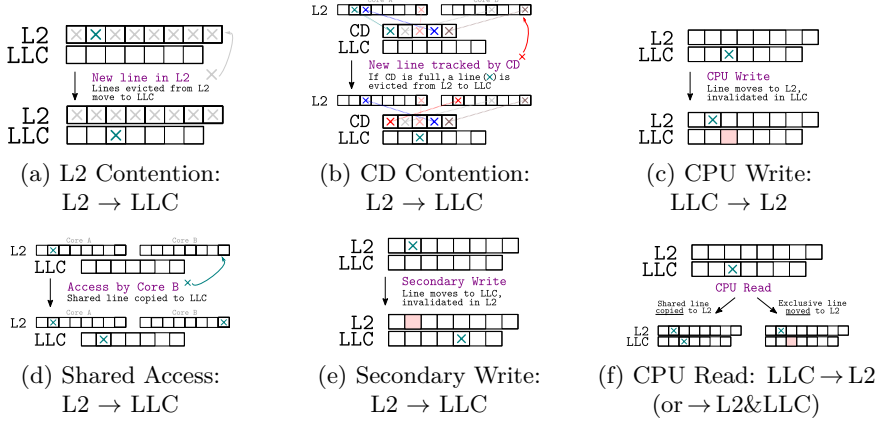 L2
LLC
New line in L2
Lines evicted from L2
move to LLC
L2
LLC
(a) L2 Contention:
L2 → LLC
Core A
Core B
L2
CD
LLC
New line tracked by CD
If CD is full, a line (×) is
evicted from L2 to LLC
L2
CD
LLC
(b) CD Contention:
L2 → LLC
L2
LLC
CPU Write
Line moves to L2,
invalidated in LLC
L2
LLC
(c) CPU Write:
LLC → L2
Core A
Core B
L2
LLC
Access by Core B
Shared line copied to LLC
Core A
Core B
L2
LLC
(d) Shared Access:
L2 → LLC
L2
LLC
Secondary Write
Line moves to LLC,
invalidated in L2
L2
LLC
(e) Secondary Write:
L2 → LLC
L2
LLC
CPU Read
Shared line
copied to L2
Exclusive line
moved to L2
L2
LLC
L2
LLC
(f) CPU Read: LLC → L2
(or → L2&LLC)